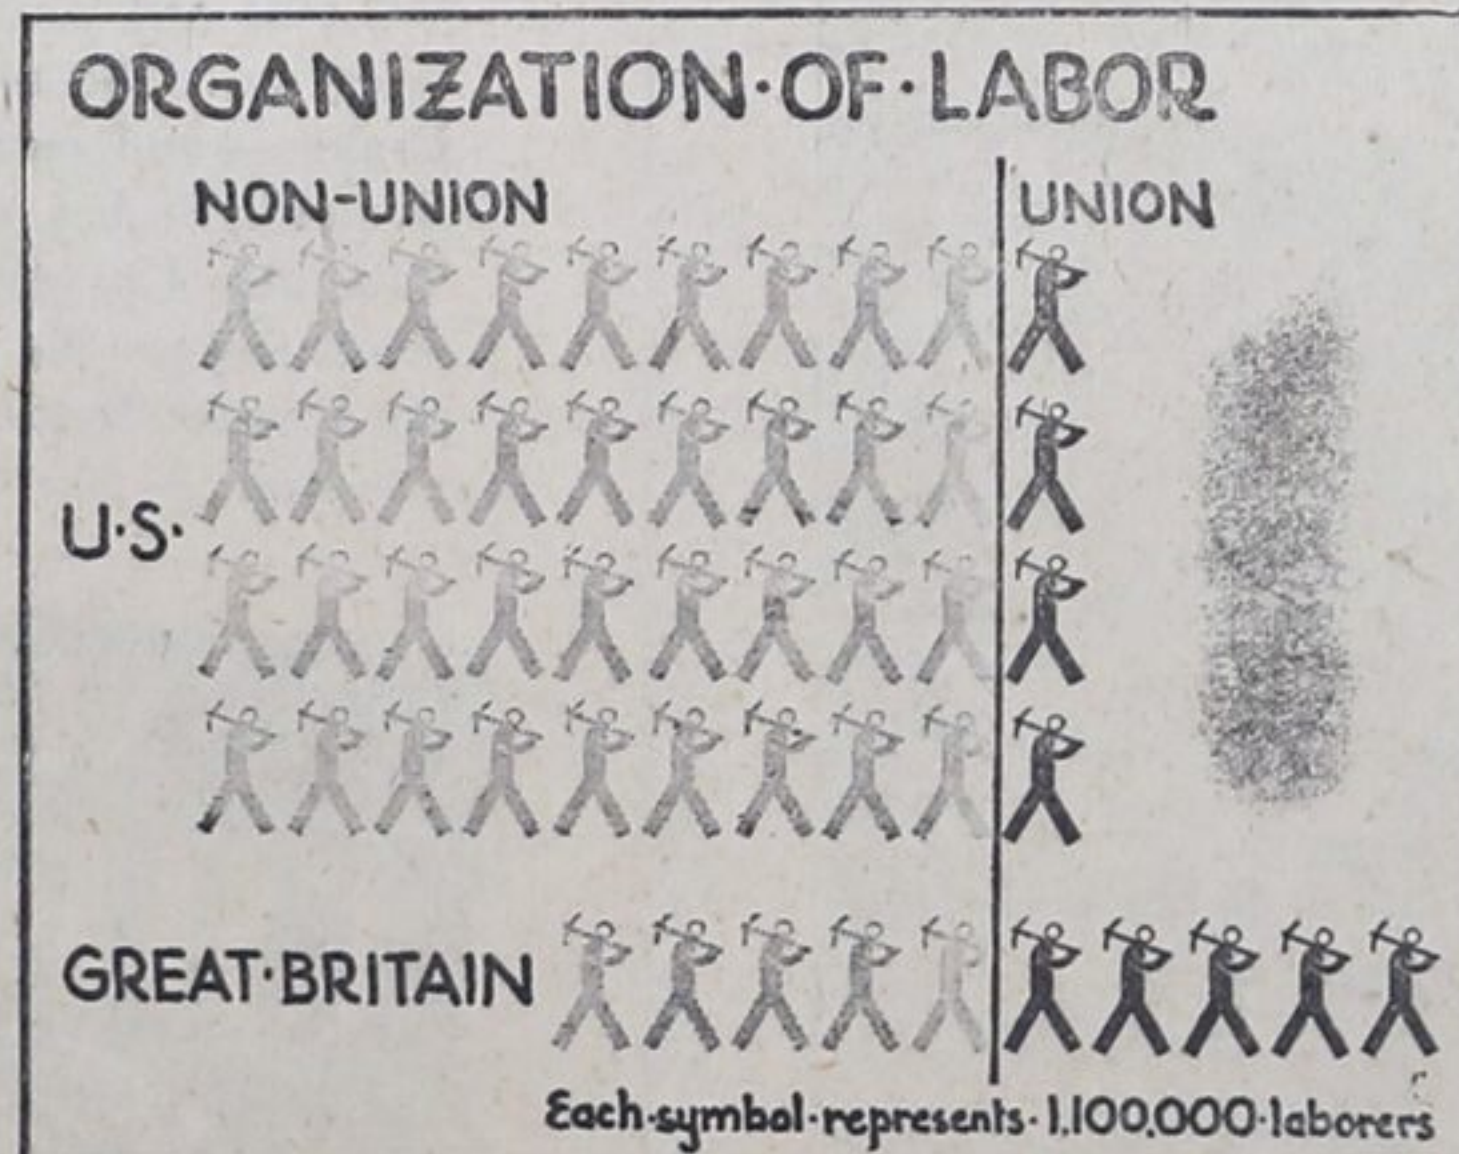 ORGANIZATION·OF·LABOR
NON-UNION
UNION
U·S·
GREAT·BRITAIN
Each·symbol·represents·1,100,000·laborers